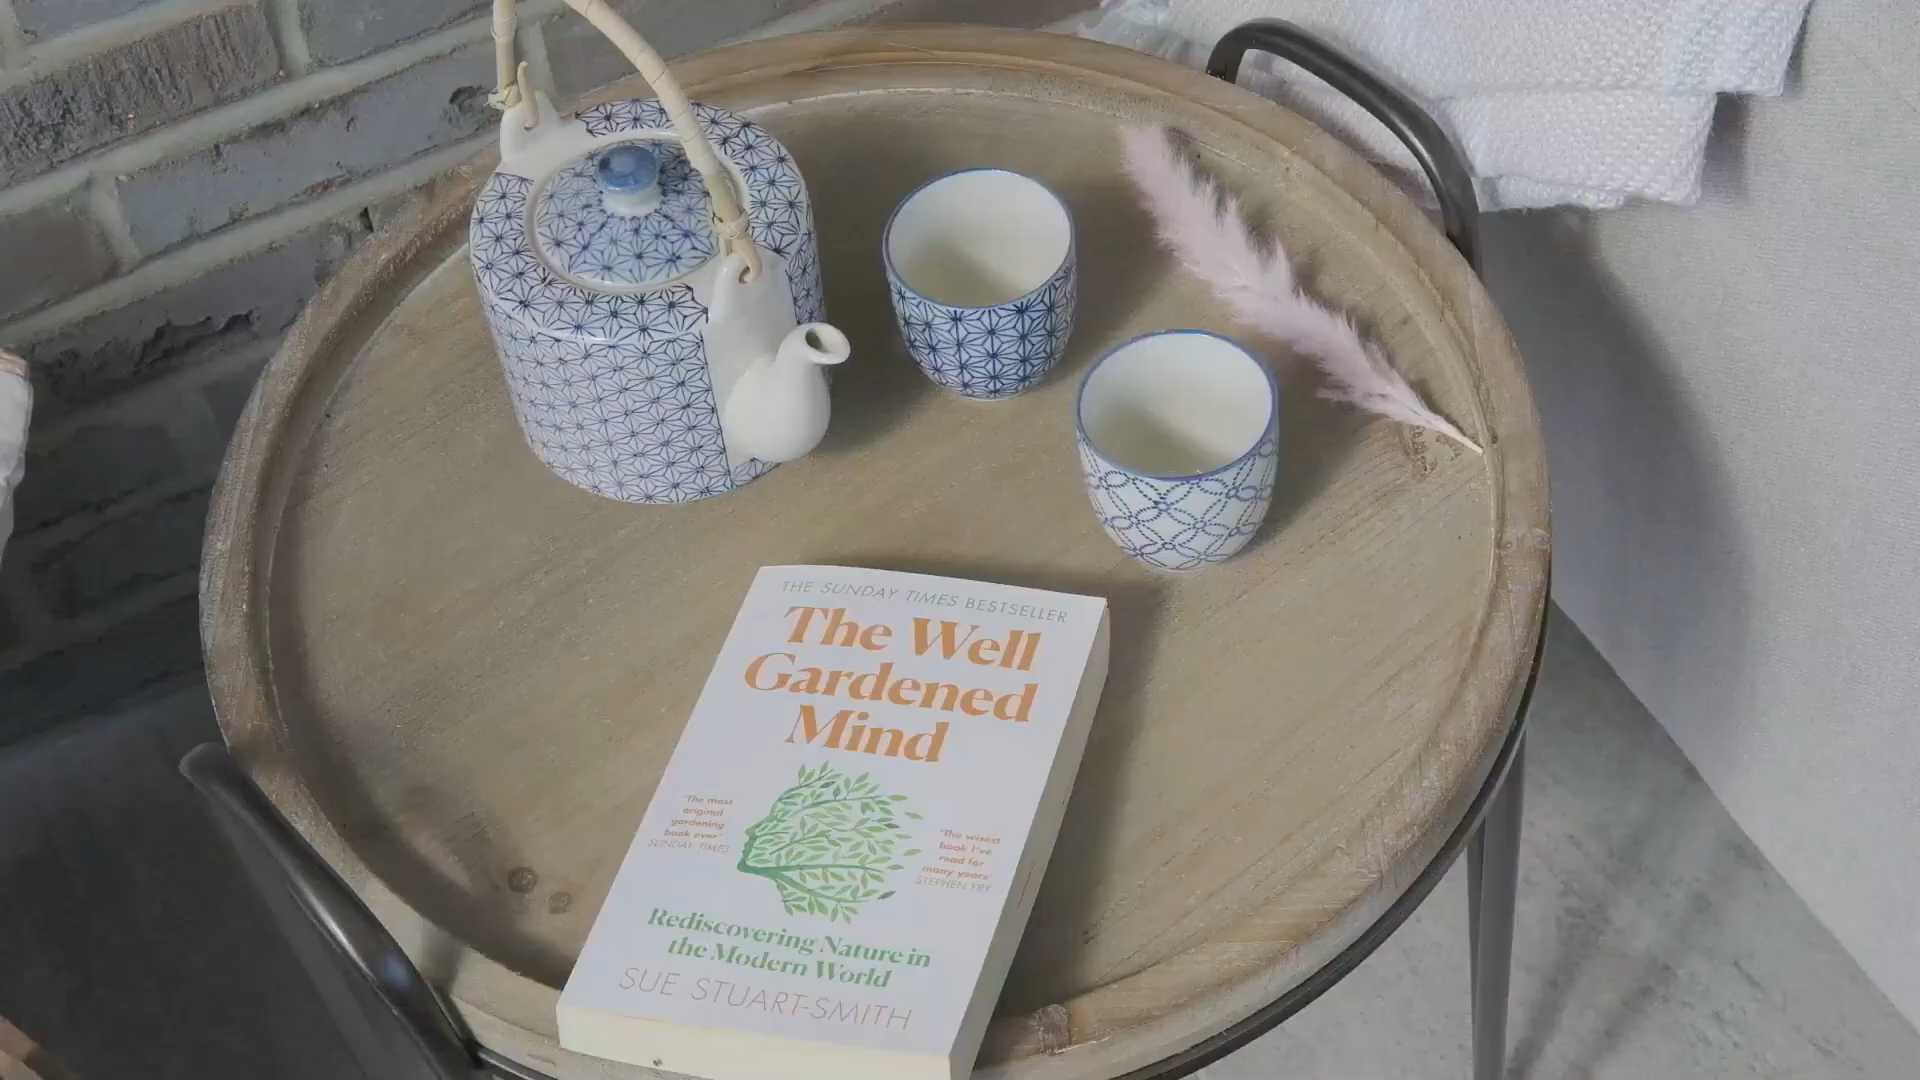 THE SUNDAY TIMES BESTSELLER
The Well
Gardened
Mind
'The most
original
gardening
book ever'
SUNDAY TIMES
'The wisest
book I've
read for
many years'
STEPHEN FRY
Rediscovering Nature in
the Modern World
SUE STUART-SMITH